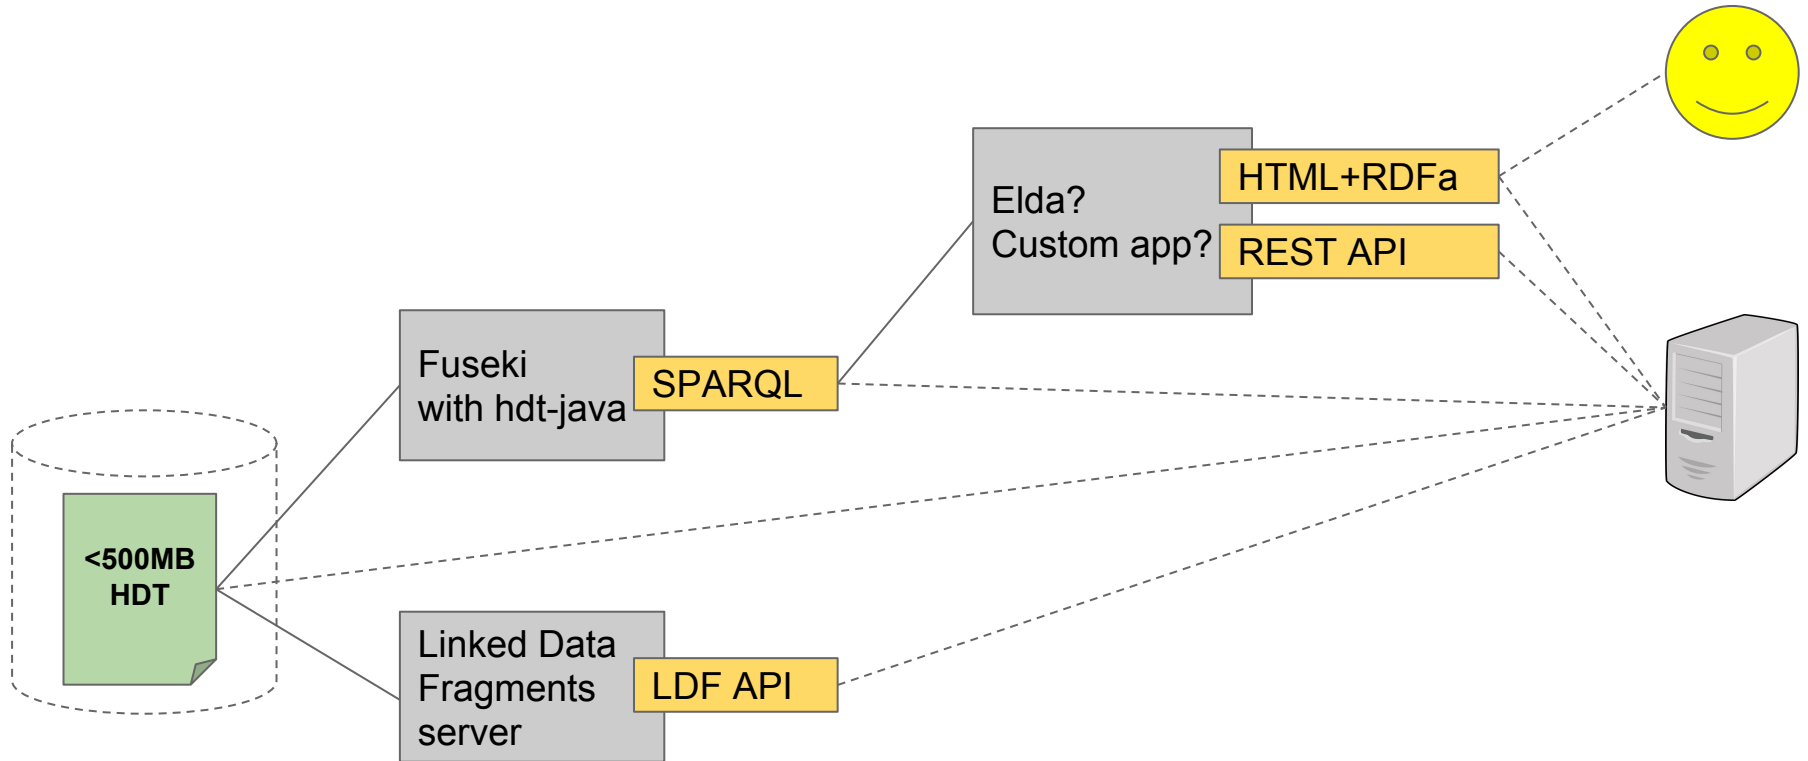 HTML+RDFa
Elda?
Custom app?
REST API
Fuseki
with hdt-java
SPARQL
<500MB
HDT
Linked Data
Fragments
server
LDF API